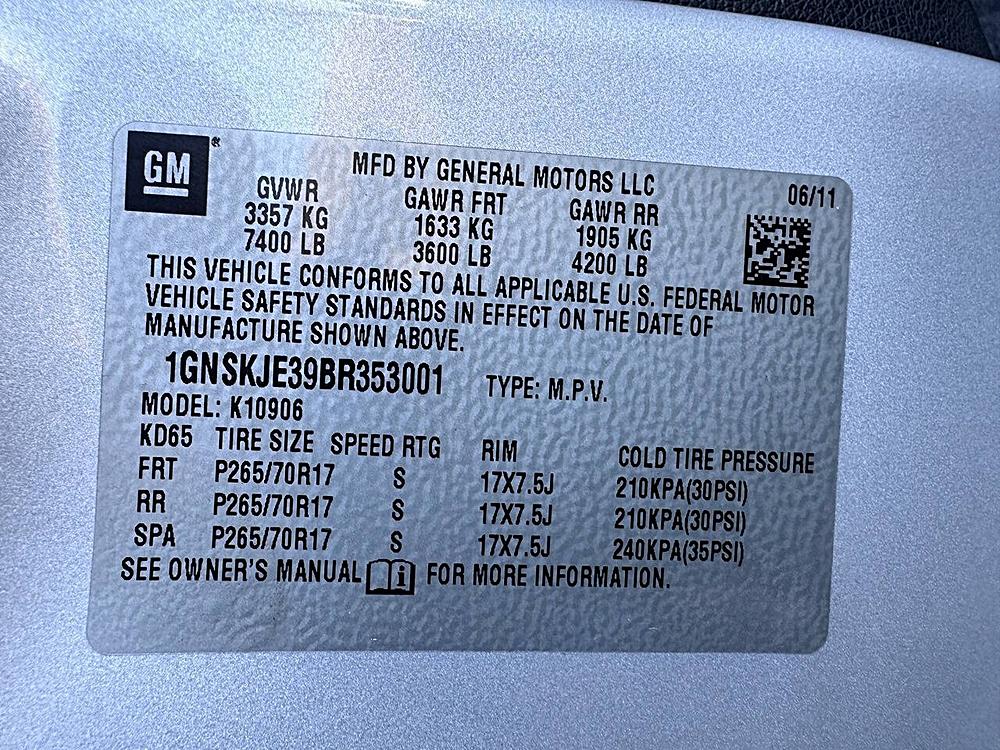 GM
MFD BY GENERAL MOTORS LLC 06/11
GVWR GAWR FRT GAWR RR
3357 KG 1633 KG 1905 KG
7400 LB 3600 LB 4200 LB
THIS VEHICLE CONFORMS TO ALL APPLICABLE U.S. FEDERAL MOTOR
VEHICLE SAFETY STANDARDS IN EFFECT ON THE DATE OF
MANUFACTURE SHOWN ABOVE.
1GNSKJE39BR353001 TYPE: M.P.V.
MODEL: K10906
KD65 TIRE SIZE SPEED RTG RIM COLD TIRE PRESSURE
FRT P265/70R17 S 17X7.5J 210KPA(30PSI)
RR P265/70R17 S 17X7.5J 210KPA(30PSI)
SPA P265/70R17 S 17X7.5J 240KPA(35PSI)
SEE OWNER'S MANUAL i FOR MORE INFORMATION.